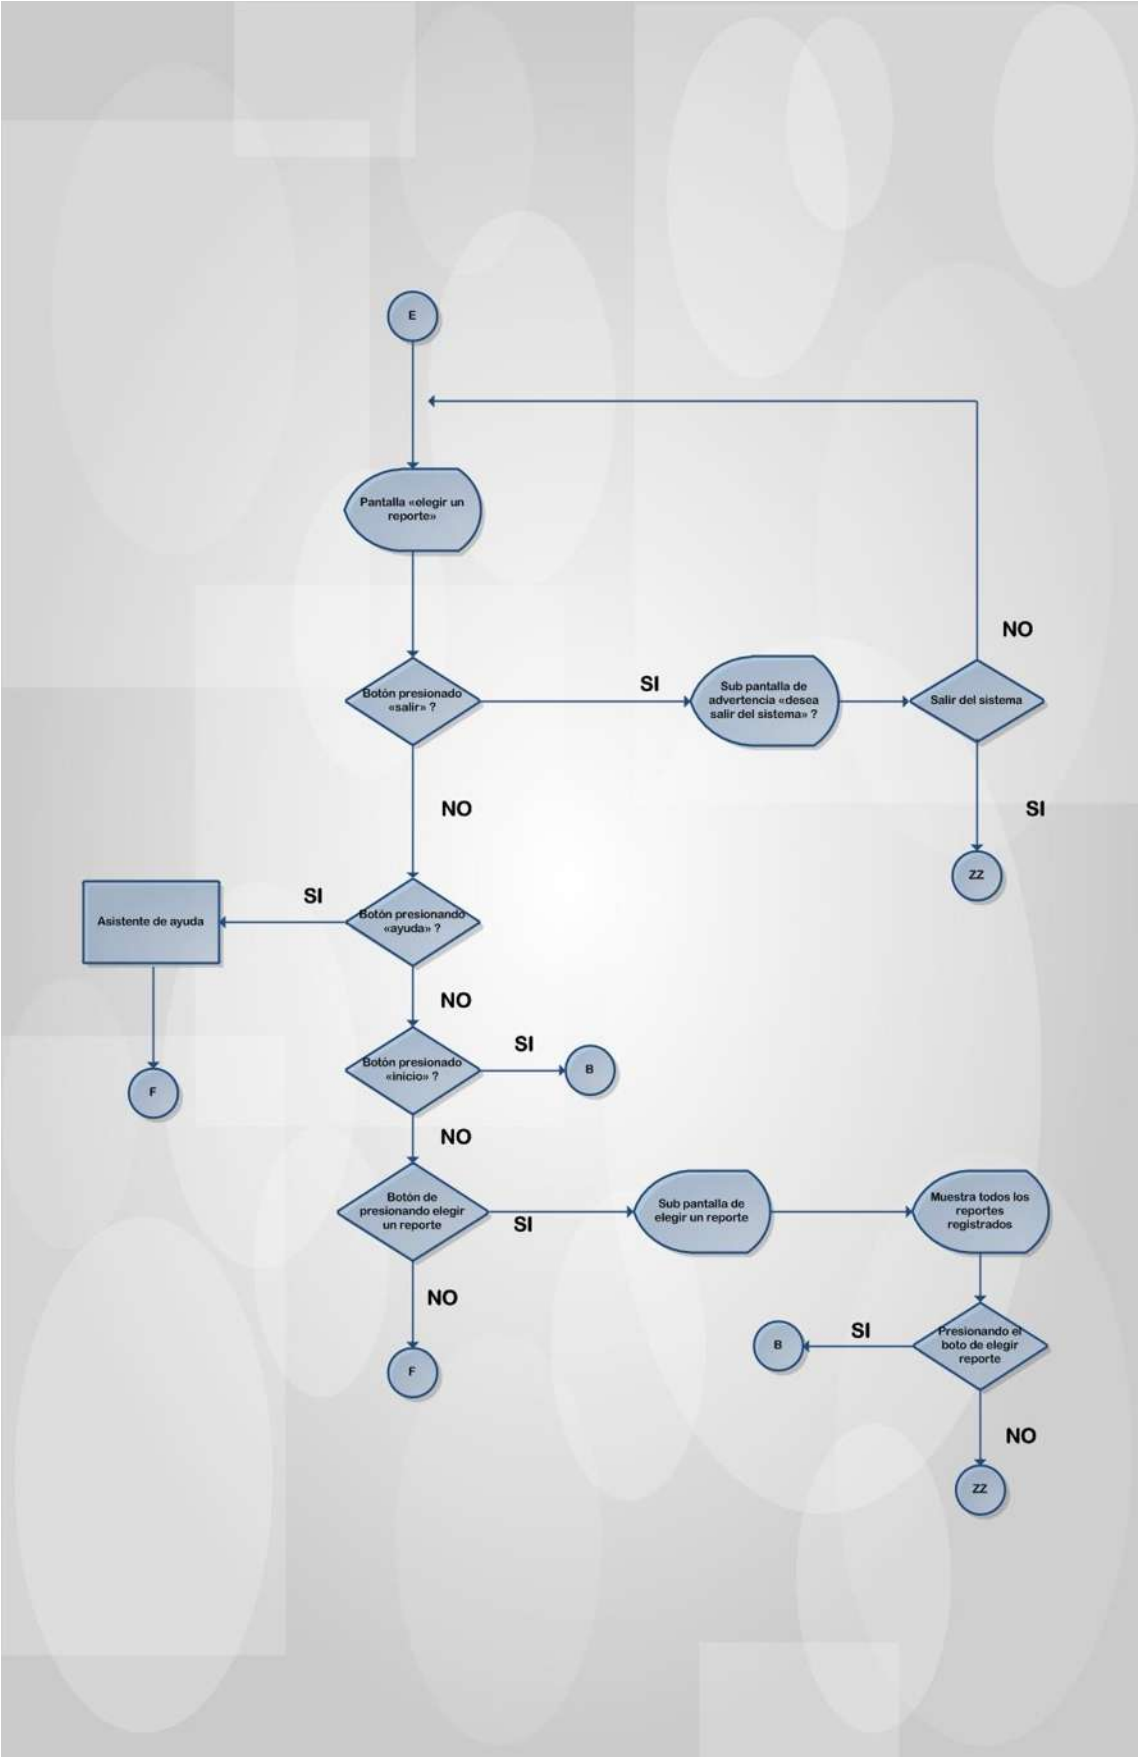 E
Pantalla «elegir un
reporte»
NO
Botón presionado
«salir» ?
SI
Sub pantalla de
advertencia «desea
salir del sistema» ?
Salir del sistema
NO
SI
ZZ
Asistente de ayuda
SI
Botón presionando
«ayuda» ?
F
NO
Botón presionado
«inicio» ?
SI
B
NO
Botón de
presionando elegir
un reporte
SI
Sub pantalla de
elegir un reporte
Muestra todos los
reportes
registrados
NO
F
B
SI
Presionando el
boto de elegir
reporte
NO
ZZ